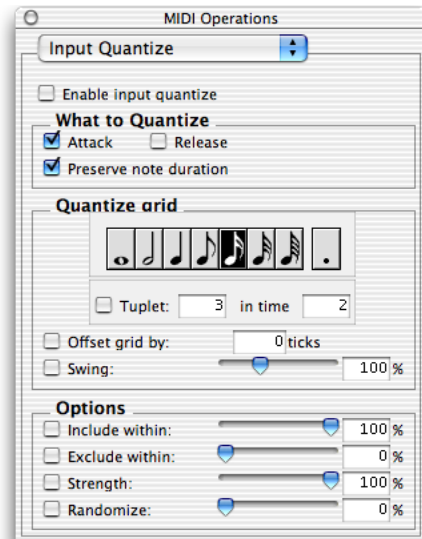 MIDI Operations
Input Quantize
Enable input quantize
What to Quantize
Attack Release
Preserve note duration
Quantize grid
Tuplet: 3 in time 2
Offset grid by: 0 ticks
Swing: 100 %
Options
Include within: 100 %
Exclude within: 0 %
Strength: 100 %
Randomize: 0 %